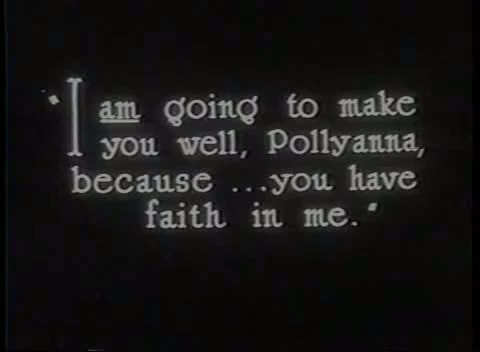 "I am going to make
you well, Pollyanna,
because ...you have
faith in me."